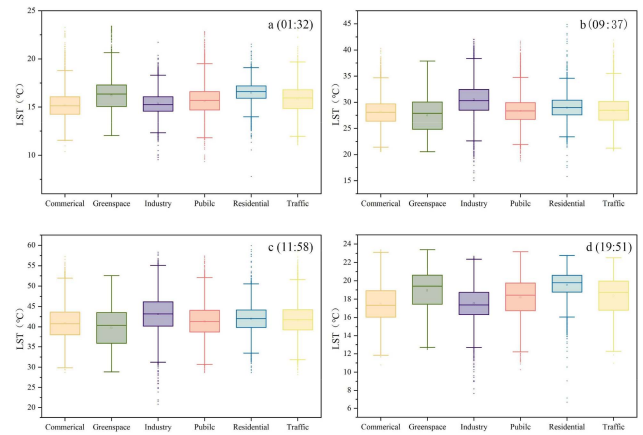 a (01:32)
25
20
15
10
LST（℃）
Commerical Greenspace Industry Pubilc Residential Traffic
b (09:37)
45
40
35
30
25
20
15
LST（℃）
Commerical Greenspace Industry Pubilc Residential Traffic
c (11:58)
60
55
50
45
40
35
30
25
20
LST（℃）
Commerical Greenspace Industry Pubilc Residential Traffic
d (19:51)
24
22
20
18
16
14
12
10
8
6
LST（℃）
Commerical Greenspace Industry Pubilc Residential Traffic